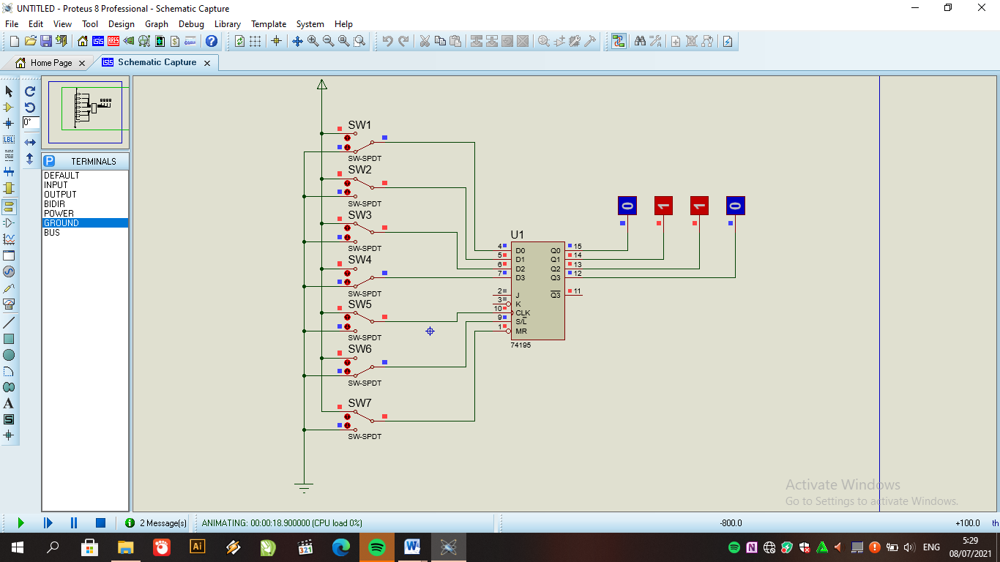 UNTITLED - Proteus 8 Professional - Schematic Capture
File Edit View Tool Design Graph Debug Library Template System Help
Home Page Schematic Capture
0°
LBL
P TERMINALS
DEFAULT
INPUT
OUTPUT
BIDIR
POWER
GROUND
BUS
A
S
SW1
SW-SPDT
SW2
SW-SPDT
SW3
SW-SPDT
SW4
SW-SPDT
SW5
SW-SPDT
SW6
SW-SPDT
SW7
SW-SPDT
0 1 1 0
U1
4 D0 Q0 15
5 D1 Q1 14
6 D2 Q2 13
7 D3 Q3 12
2 J Q3 11
3 K
10 CLK
9 S/L
1 MR
74195
Activate Windows
Go to Settings to activate Windows.
2 Message(s) ANIMATING: 00:00:18.900000 (CPU load 0%) -800.0 +100.0 th
Ai 321 W N ENG 5:29
08/07/2021